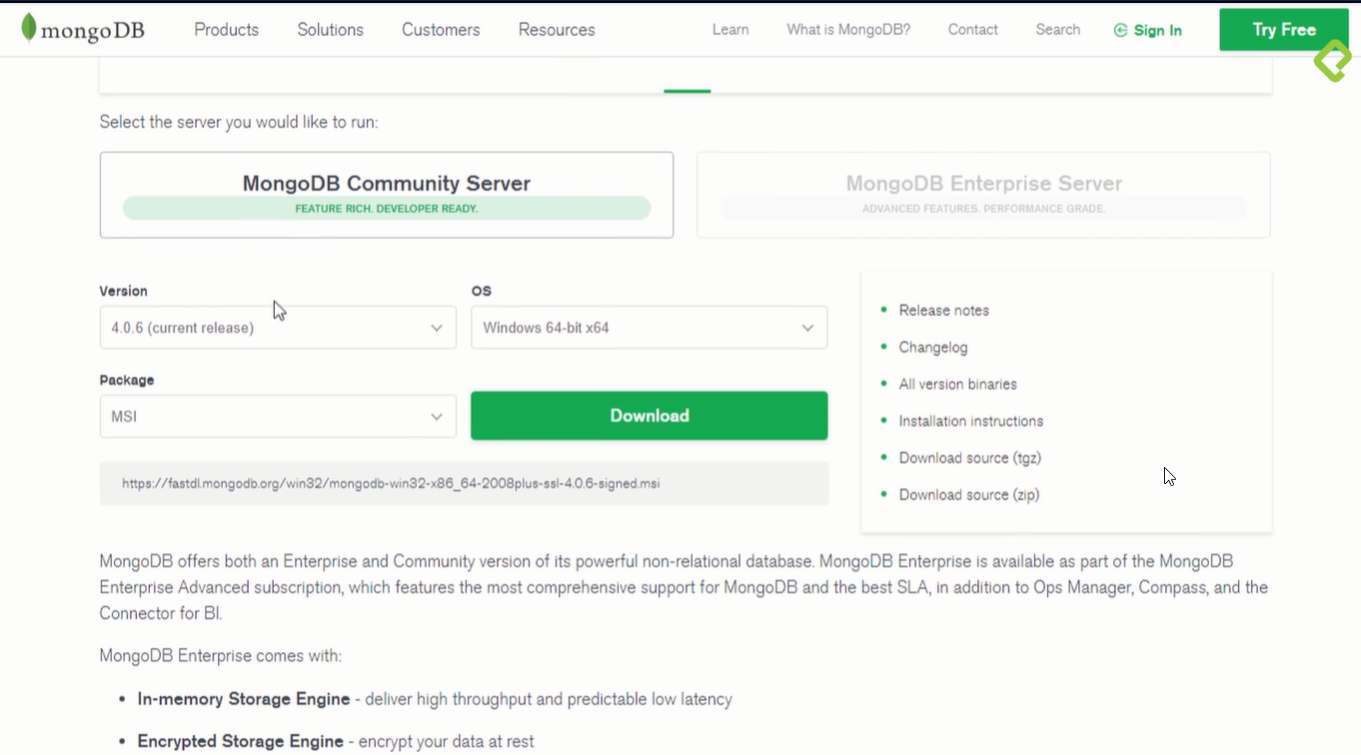 mongoDB Products Solutions Customers Resources Learn What is MongoDB? Contact Search Sign In Try Free
Select the server you would like to run:
MongoDB Community Server
FEATURE RICH. DEVELOPER READY.
MongoDB Enterprise Server
ADVANCED FEATURES. PERFORMANCE GRADE.
Version
4.0.6 (current release)
OS
Windows 64-bit x64
Package
MSI
Download
https://fastdl.mongodb.org/win32/mongodb-win32-x86_64-2008plus-ssl-4.0.6-signed.msi
Release notes
Changelog
All version binaries
Installation instructions
Download source (tgz)
Download source (zip)
MongoDB offers both an Enterprise and Community version of its powerful non-relational database. MongoDB Enterprise is available as part of the MongoDB
Enterprise Advanced subscription, which features the most comprehensive support for MongoDB and the best SLA, in addition to Ops Manager, Compass, and the
Connector for BI.
MongoDB Enterprise comes with:
• In-memory Storage Engine - deliver high throughput and predictable low latency
• Encrypted Storage Engine - encrypt your data at rest